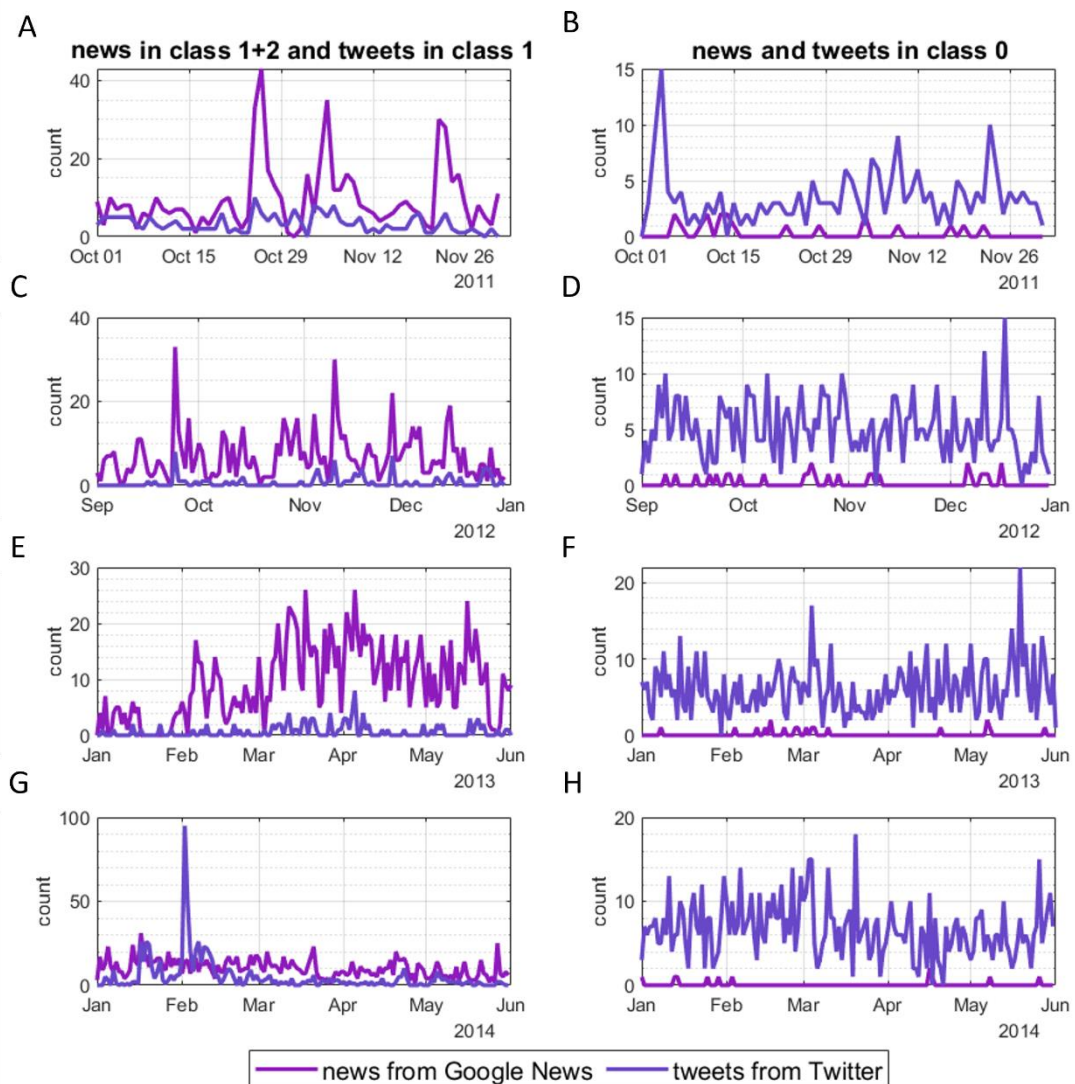 A
B
news in class 1+2 and tweets in class 1
news and tweets in class 0
40
20
0
count
Oct 01
Oct 15
Oct 29
Nov 12
Nov 26
2011
15
10
5
0
count
Oct 01
Oct 15
Oct 29
Nov 12
Nov 26
2011
C
D
40
20
0
count
Sep
Oct
Nov
Dec
Jan
2012
15
10
5
0
count
Sep
Oct
Nov
Dec
Jan
2012
E
F
30
20
10
0
count
Jan
Feb
Mar
Apr
May
Jun
2013
20
10
0
count
Jan
Feb
Mar
Apr
May
Jun
2013
G
H
100
50
0
count
Jan
Feb
Mar
Apr
May
Jun
2014
20
10
0
count
Jan
Feb
Mar
Apr
May
Jun
2014
news from Google News
tweets from Twitter